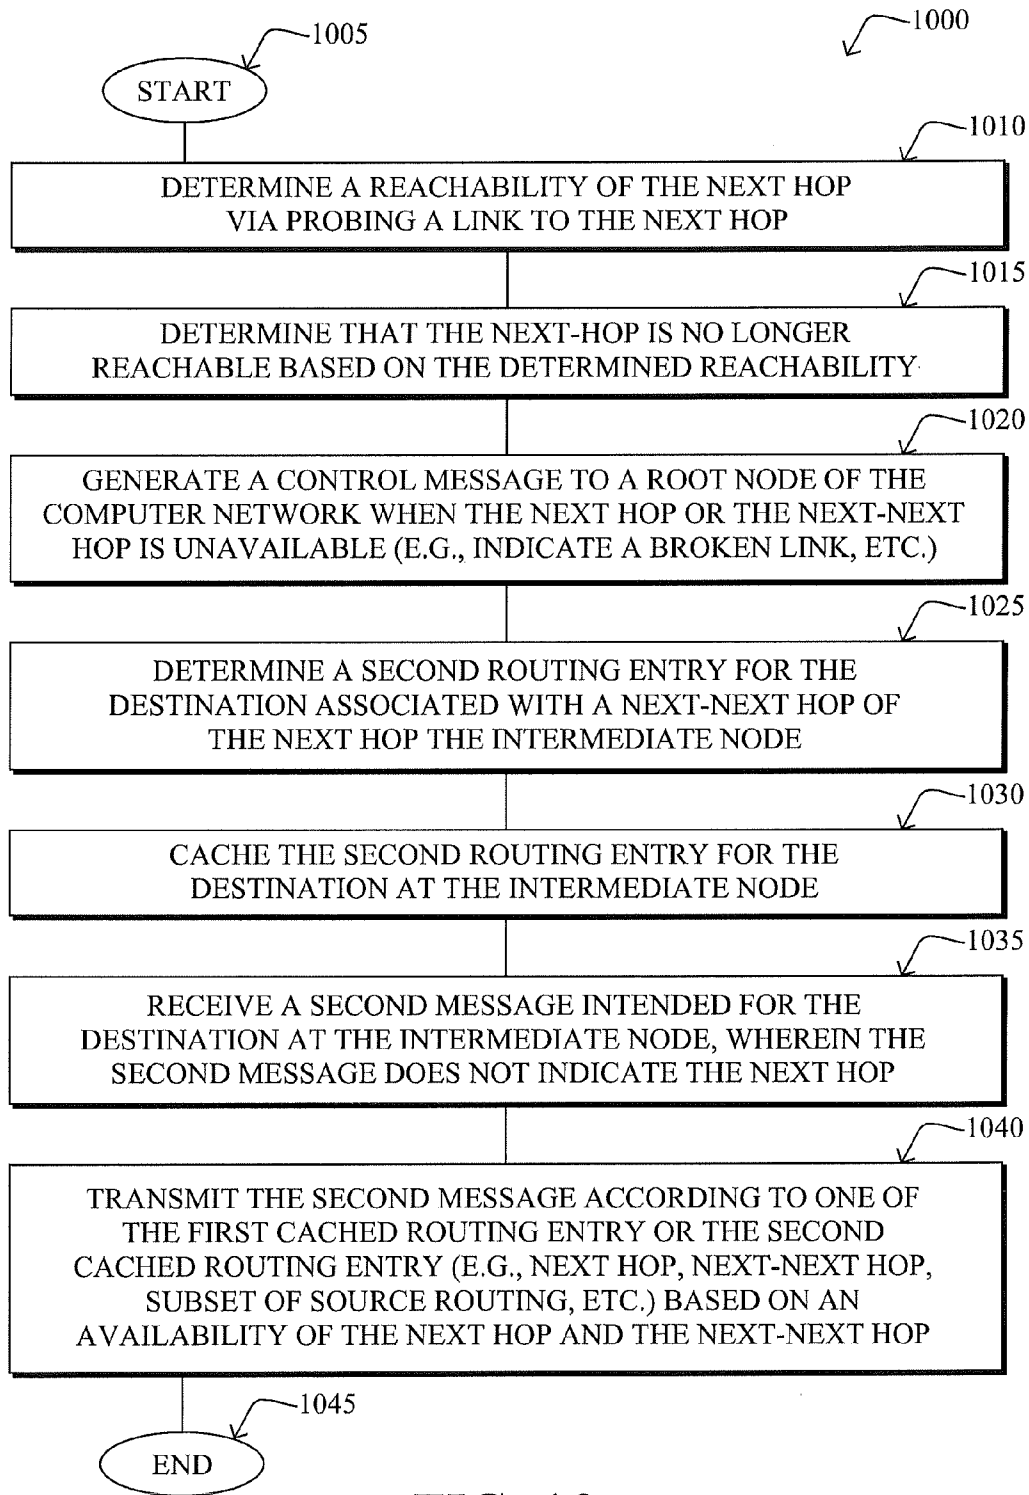 1005
1000
START
1010
DETERMINE A REACHABILITY OF THE NEXT HOP
VIA PROBING A LINK TO THE NEXT HOP
1015
DETERMINE THAT THE NEXT-HOP IS NO LONGER
REACHABLE BASED ON THE DETERMINED REACHABILITY
1020
GENERATE A CONTROL MESSAGE TO A ROOT NODE OF THE
COMPUTER NETWORK WHEN THE NEXT HOP OR THE NEXT-NEXT
HOP IS UNAVAILABLE (E.G., INDICATE A BROKEN LINK, ETC.)
1025
DETERMINE A SECOND ROUTING ENTRY FOR THE
DESTINATION ASSOCIATED WITH A NEXT-NEXT HOP OF
THE NEXT HOP THE INTERMEDIATE NODE
1030
CACHE THE SECOND ROUTING ENTRY FOR THE
DESTINATION AT THE INTERMEDIATE NODE
1035
RECEIVE A SECOND MESSAGE INTENDED FOR THE
DESTINATION AT THE INTERMEDIATE NODE, WHEREIN THE
SECOND MESSAGE DOES NOT INDICATE THE NEXT HOP
1040
TRANSMIT THE SECOND MESSAGE ACCORDING TO ONE OF
THE FIRST CACHED ROUTING ENTRY OR THE SECOND
CACHED ROUTING ENTRY (E.G., NEXT HOP, NEXT-NEXT HOP,
SUBSET OF SOURCE ROUTING, ETC.) BASED ON AN
AVAILABILITY OF THE NEXT HOP AND THE NEXT-NEXT HOP
1045
END